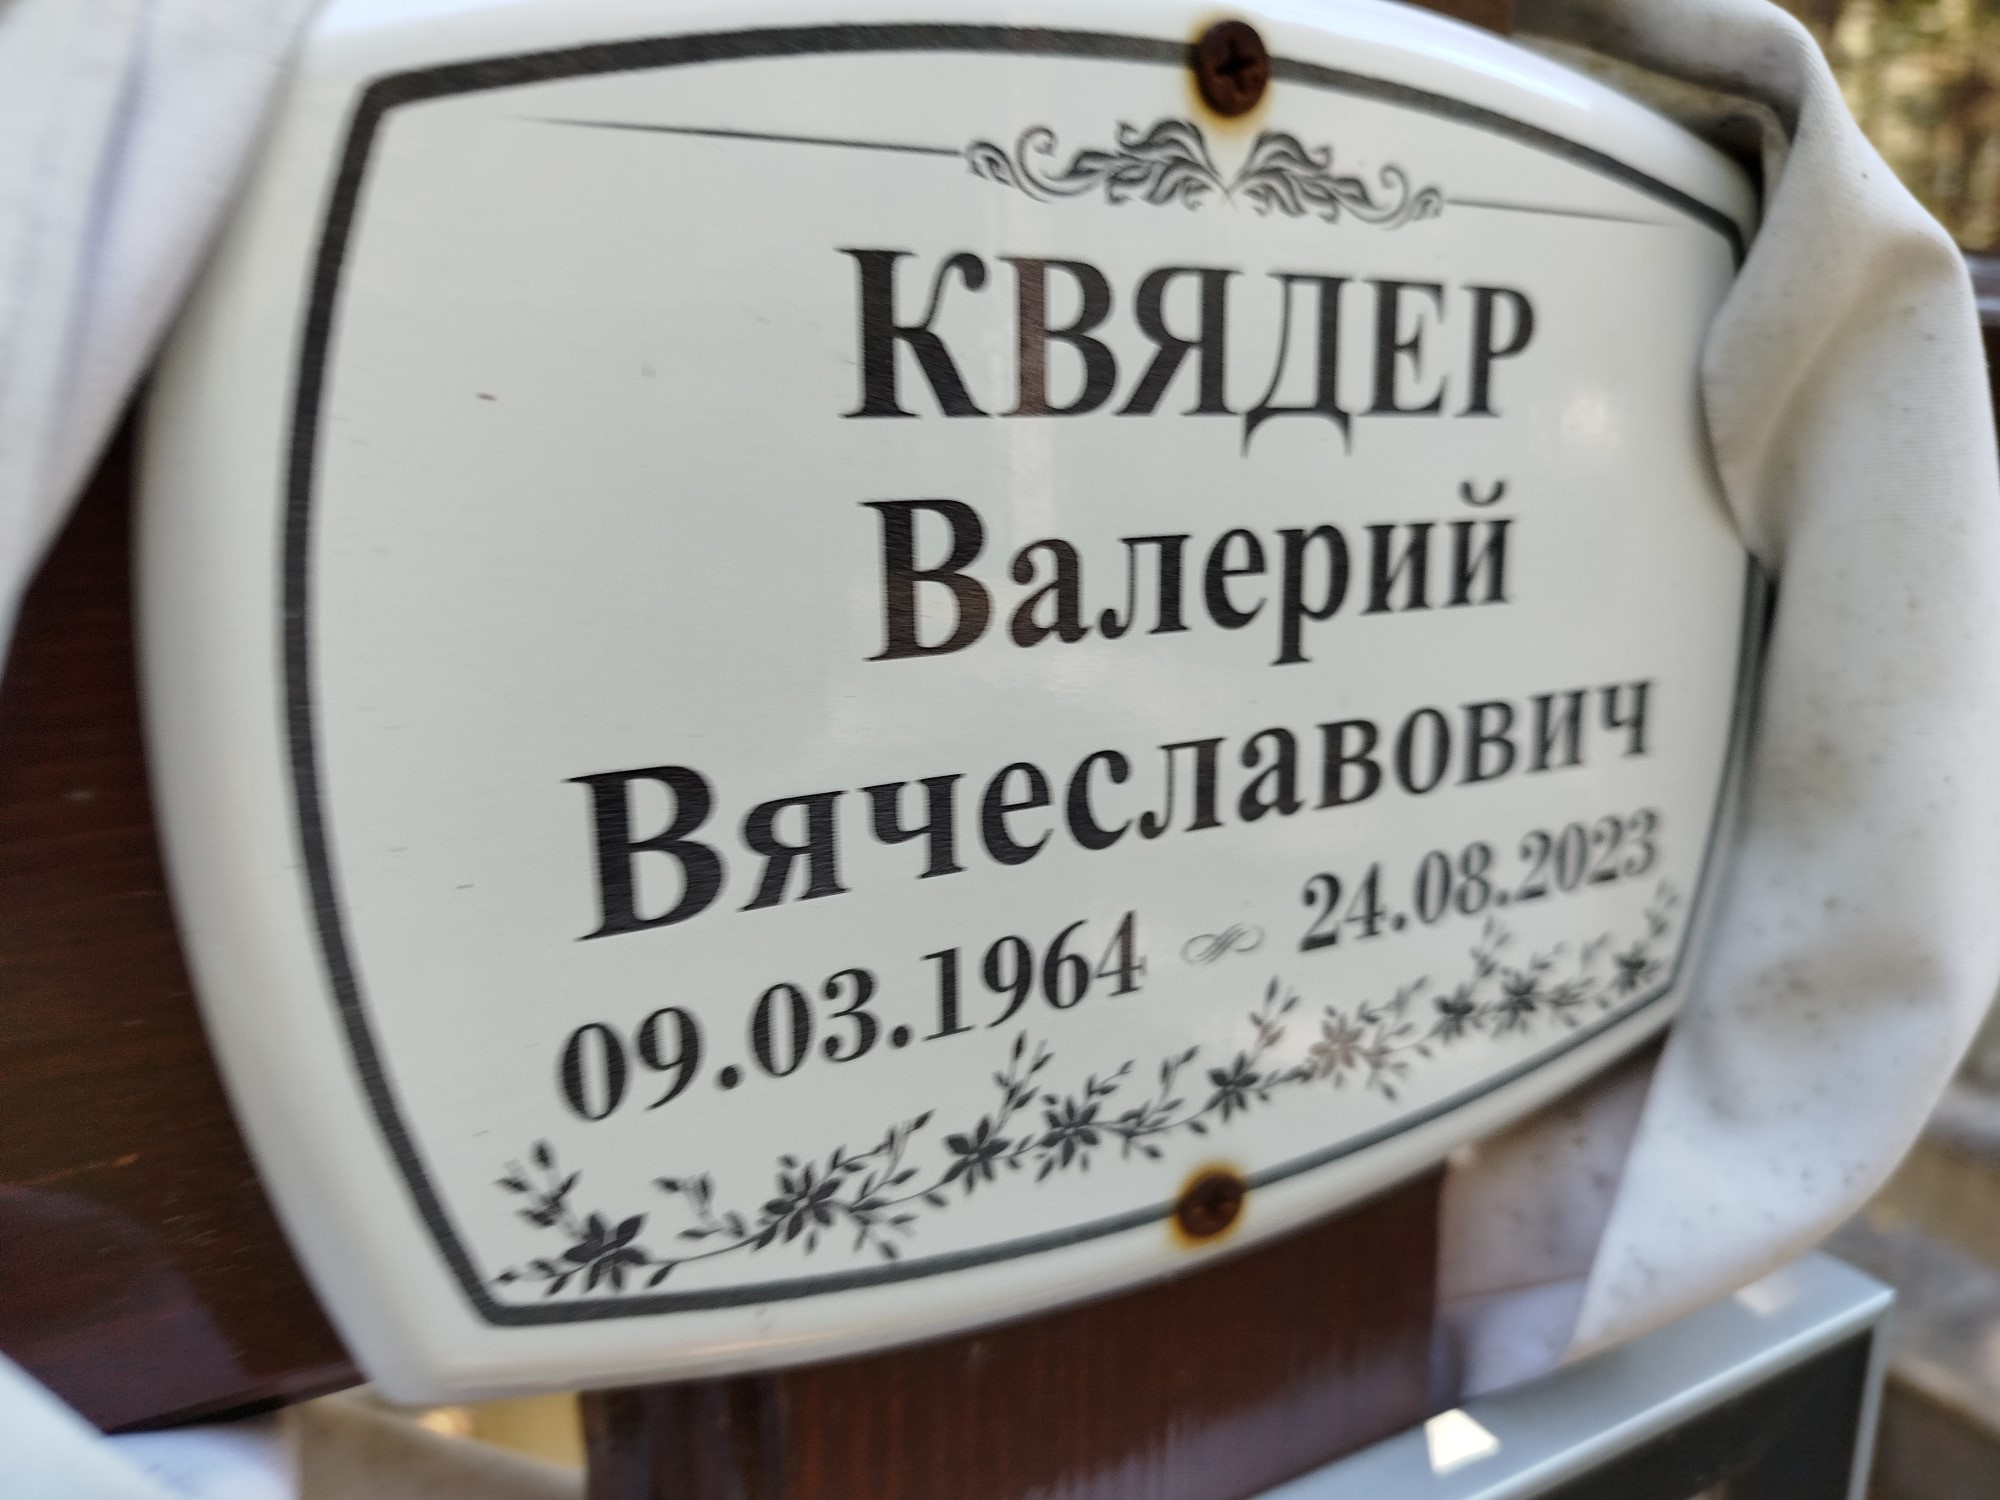 КВЯДЕР
Валерий
Вячеславович
09.03.1964 ~ 24.08.2023